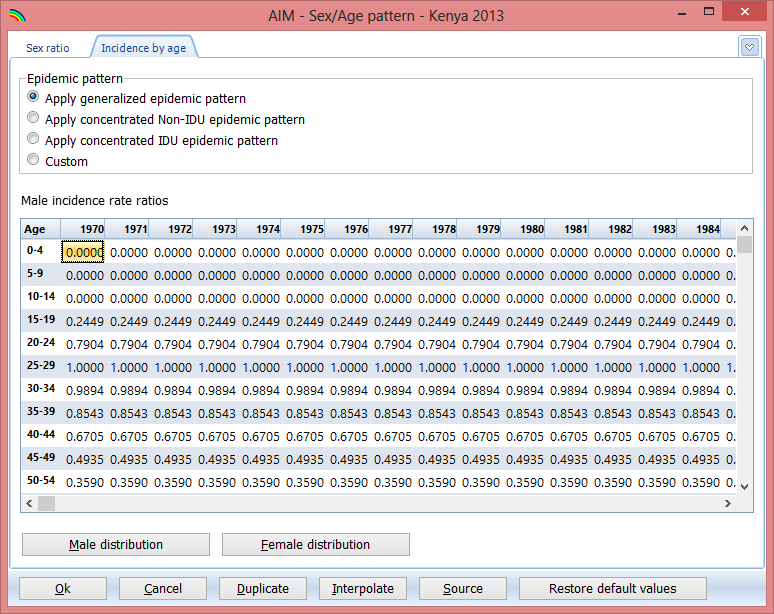 AIM - Sex/Age pattern - Kenya 2013
Sex ratio Incidence by age
Epidemic pattern
Apply generalized epidemic pattern
Apply concentrated Non-IDU epidemic pattern
Apply concentrated IDU epidemic pattern
Custom
Male incidence rate ratios
Age 1970 1971 1972 1973 1974 1975 1976 1977 1978 1979 1980 1981 1982 1983 1984
0-4 0.0000 0.0000 0.0000 0.0000 0.0000 0.0000 0.0000 0.0000 0.0000 0.0000 0.0000 0.0000 0.0000 0.0000 0.0000 0.
5-9 0.0000 0.0000 0.0000 0.0000 0.0000 0.0000 0.0000 0.0000 0.0000 0.0000 0.0000 0.0000 0.0000 0.0000 0.0000 0.
10-14 0.0000 0.0000 0.0000 0.0000 0.0000 0.0000 0.0000 0.0000 0.0000 0.0000 0.0000 0.0000 0.0000 0.0000 0.0000 0.
15-19 0.2449 0.2449 0.2449 0.2449 0.2449 0.2449 0.2449 0.2449 0.2449 0.2449 0.2449 0.2449 0.2449 0.2449 0.2449 0.
20-24 0.7904 0.7904 0.7904 0.7904 0.7904 0.7904 0.7904 0.7904 0.7904 0.7904 0.7904 0.7904 0.7904 0.7904 0.7904 0.
25-29 1.0000 1.0000 1.0000 1.0000 1.0000 1.0000 1.0000 1.0000 1.0000 1.0000 1.0000 1.0000 1.0000 1.0000 1.0000 1.
30-34 0.9894 0.9894 0.9894 0.9894 0.9894 0.9894 0.9894 0.9894 0.9894 0.9894 0.9894 0.9894 0.9894 0.9894 0.9894 0.
35-39 0.8543 0.8543 0.8543 0.8543 0.8543 0.8543 0.8543 0.8543 0.8543 0.8543 0.8543 0.8543 0.8543 0.8543 0.8543 0.
40-44 0.6705 0.6705 0.6705 0.6705 0.6705 0.6705 0.6705 0.6705 0.6705 0.6705 0.6705 0.6705 0.6705 0.6705 0.6705 0.
45-49 0.4935 0.4935 0.4935 0.4935 0.4935 0.4935 0.4935 0.4935 0.4935 0.4935 0.4935 0.4935 0.4935 0.4935 0.4935 0.
50-54 0.3590 0.3590 0.3590 0.3590 0.3590 0.3590 0.3590 0.3590 0.3590 0.3590 0.3590 0.3590 0.3590 0.3590 0.3590 0.
Male distribution Female distribution
Ok Cancel Duplicate Interpolate Source Restore default values